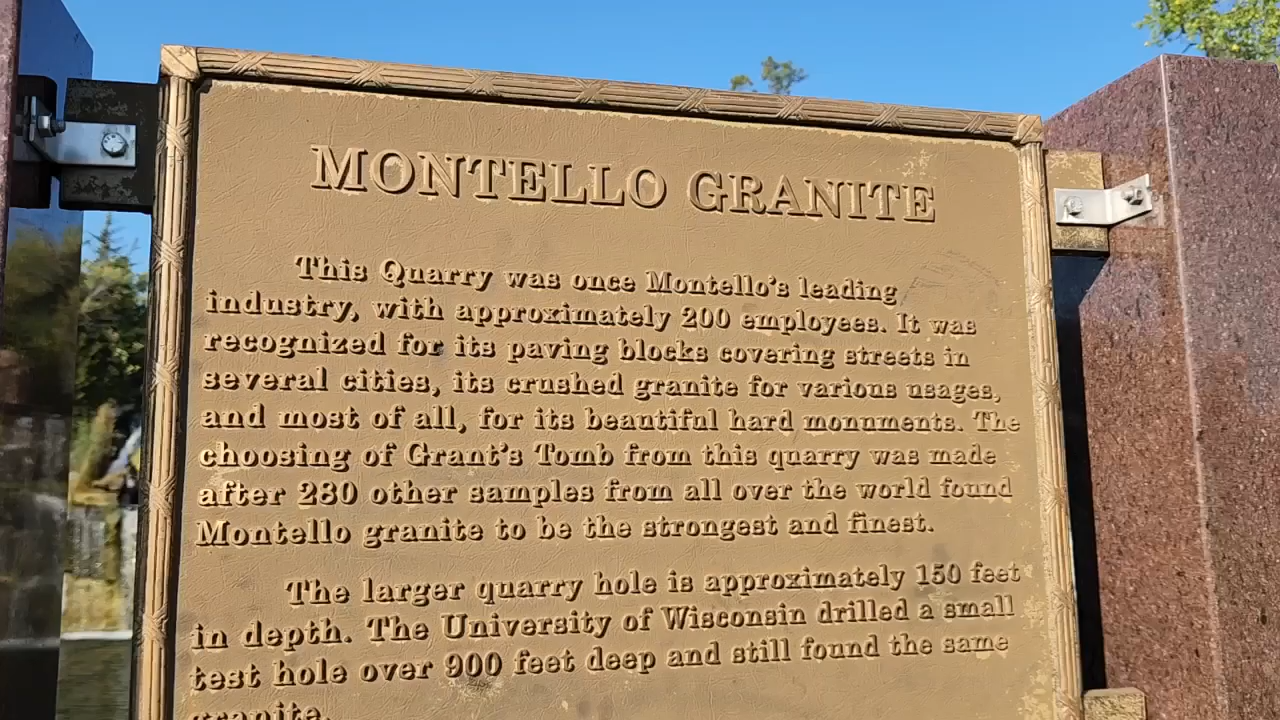 MONTELLO GRANITE
This Quarry was once Montello's leading
industry, with approximately 200 employees. It was
recognized for its paving blocks covering streets in
several cities, its crushed granite for various usages,
and most of all, for its beautiful hard monuments. The
choosing of Grant's Tomb from this quarry was made
after 280 other samples from all over the world found
Montello granite to be the strongest and finest.
The larger quarry hole is approximately 150 feet
in depth. The University of Wisconsin drilled a small
test hole over 900 feet deep and still found the same
granite.